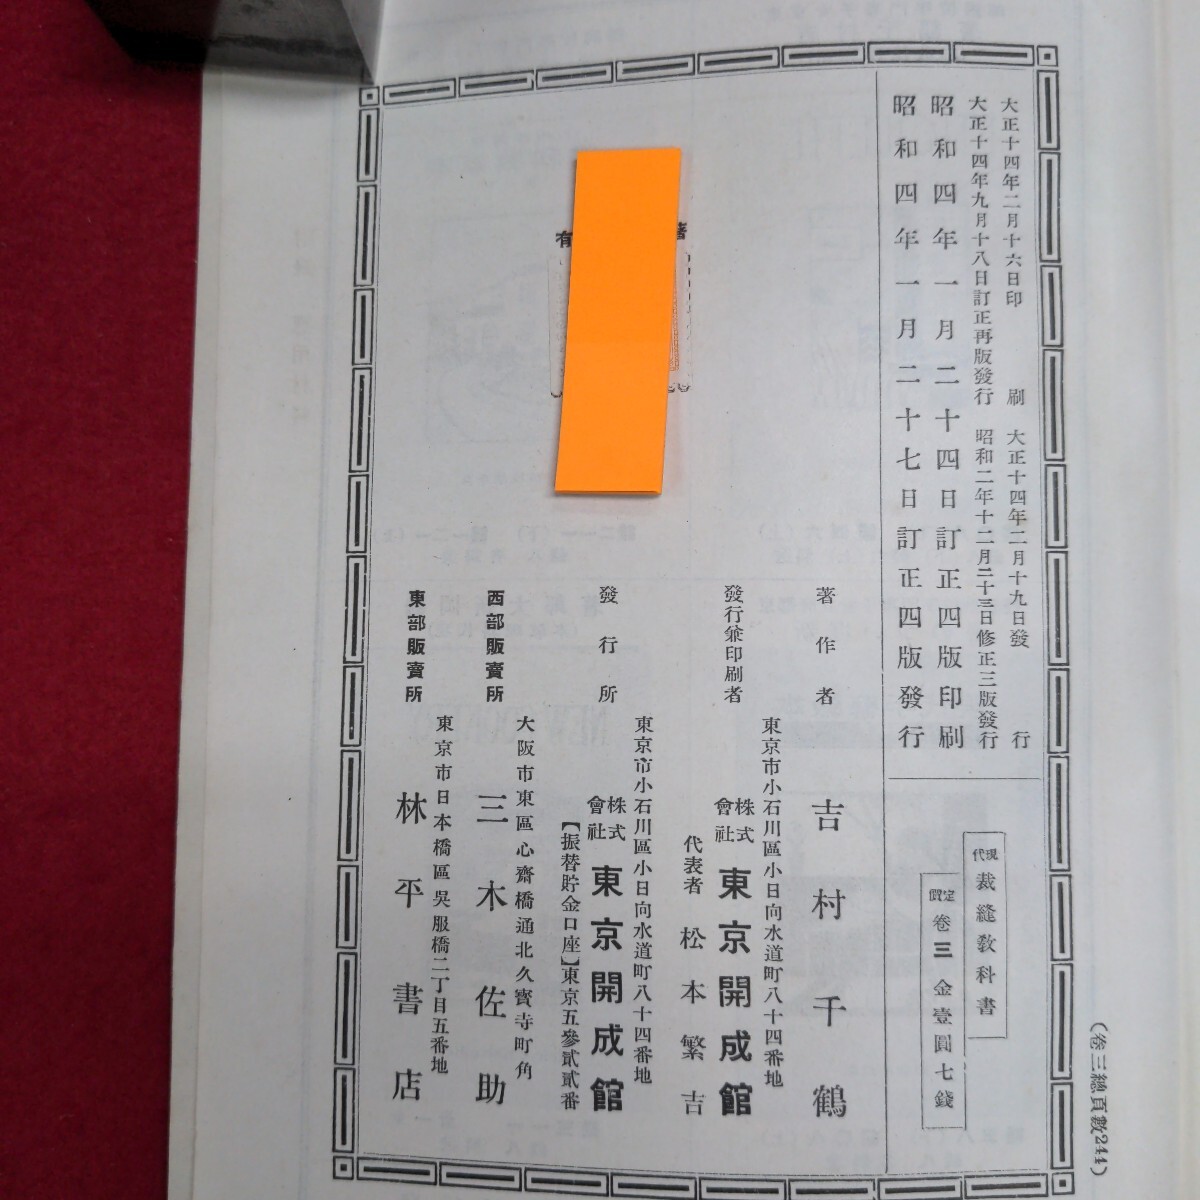 (卷三總頁數244)
大正十四年二月十六日印刷 大正十四年二月十九日發行
大正十四年九月十八日訂正再版發行 昭和二年十二月二十三日修正三版發行
昭和四年一月二十四日訂正四版印刷
昭和四年一月二十七日訂正四版發行
現代 裁縫敎科書
定價 卷三 金壹圓七錢
著
有
著作者 吉村千鶴
東京市小石川區小日向水道町八十四番地
發行兼印刷者 株式會社 東京開成館
代表者 松本繁吉
東京市小石川區小日向水道町八十四番地
發行所 株式會社 東京開成館
【振替貯金口座】東京五參貳貳番
大阪市東區心齋橋通北久寳寺町角
西部販賣所 三木佐助
東京市日本橋區吳服橋二丁目五番地
東部販賣所 林平書店